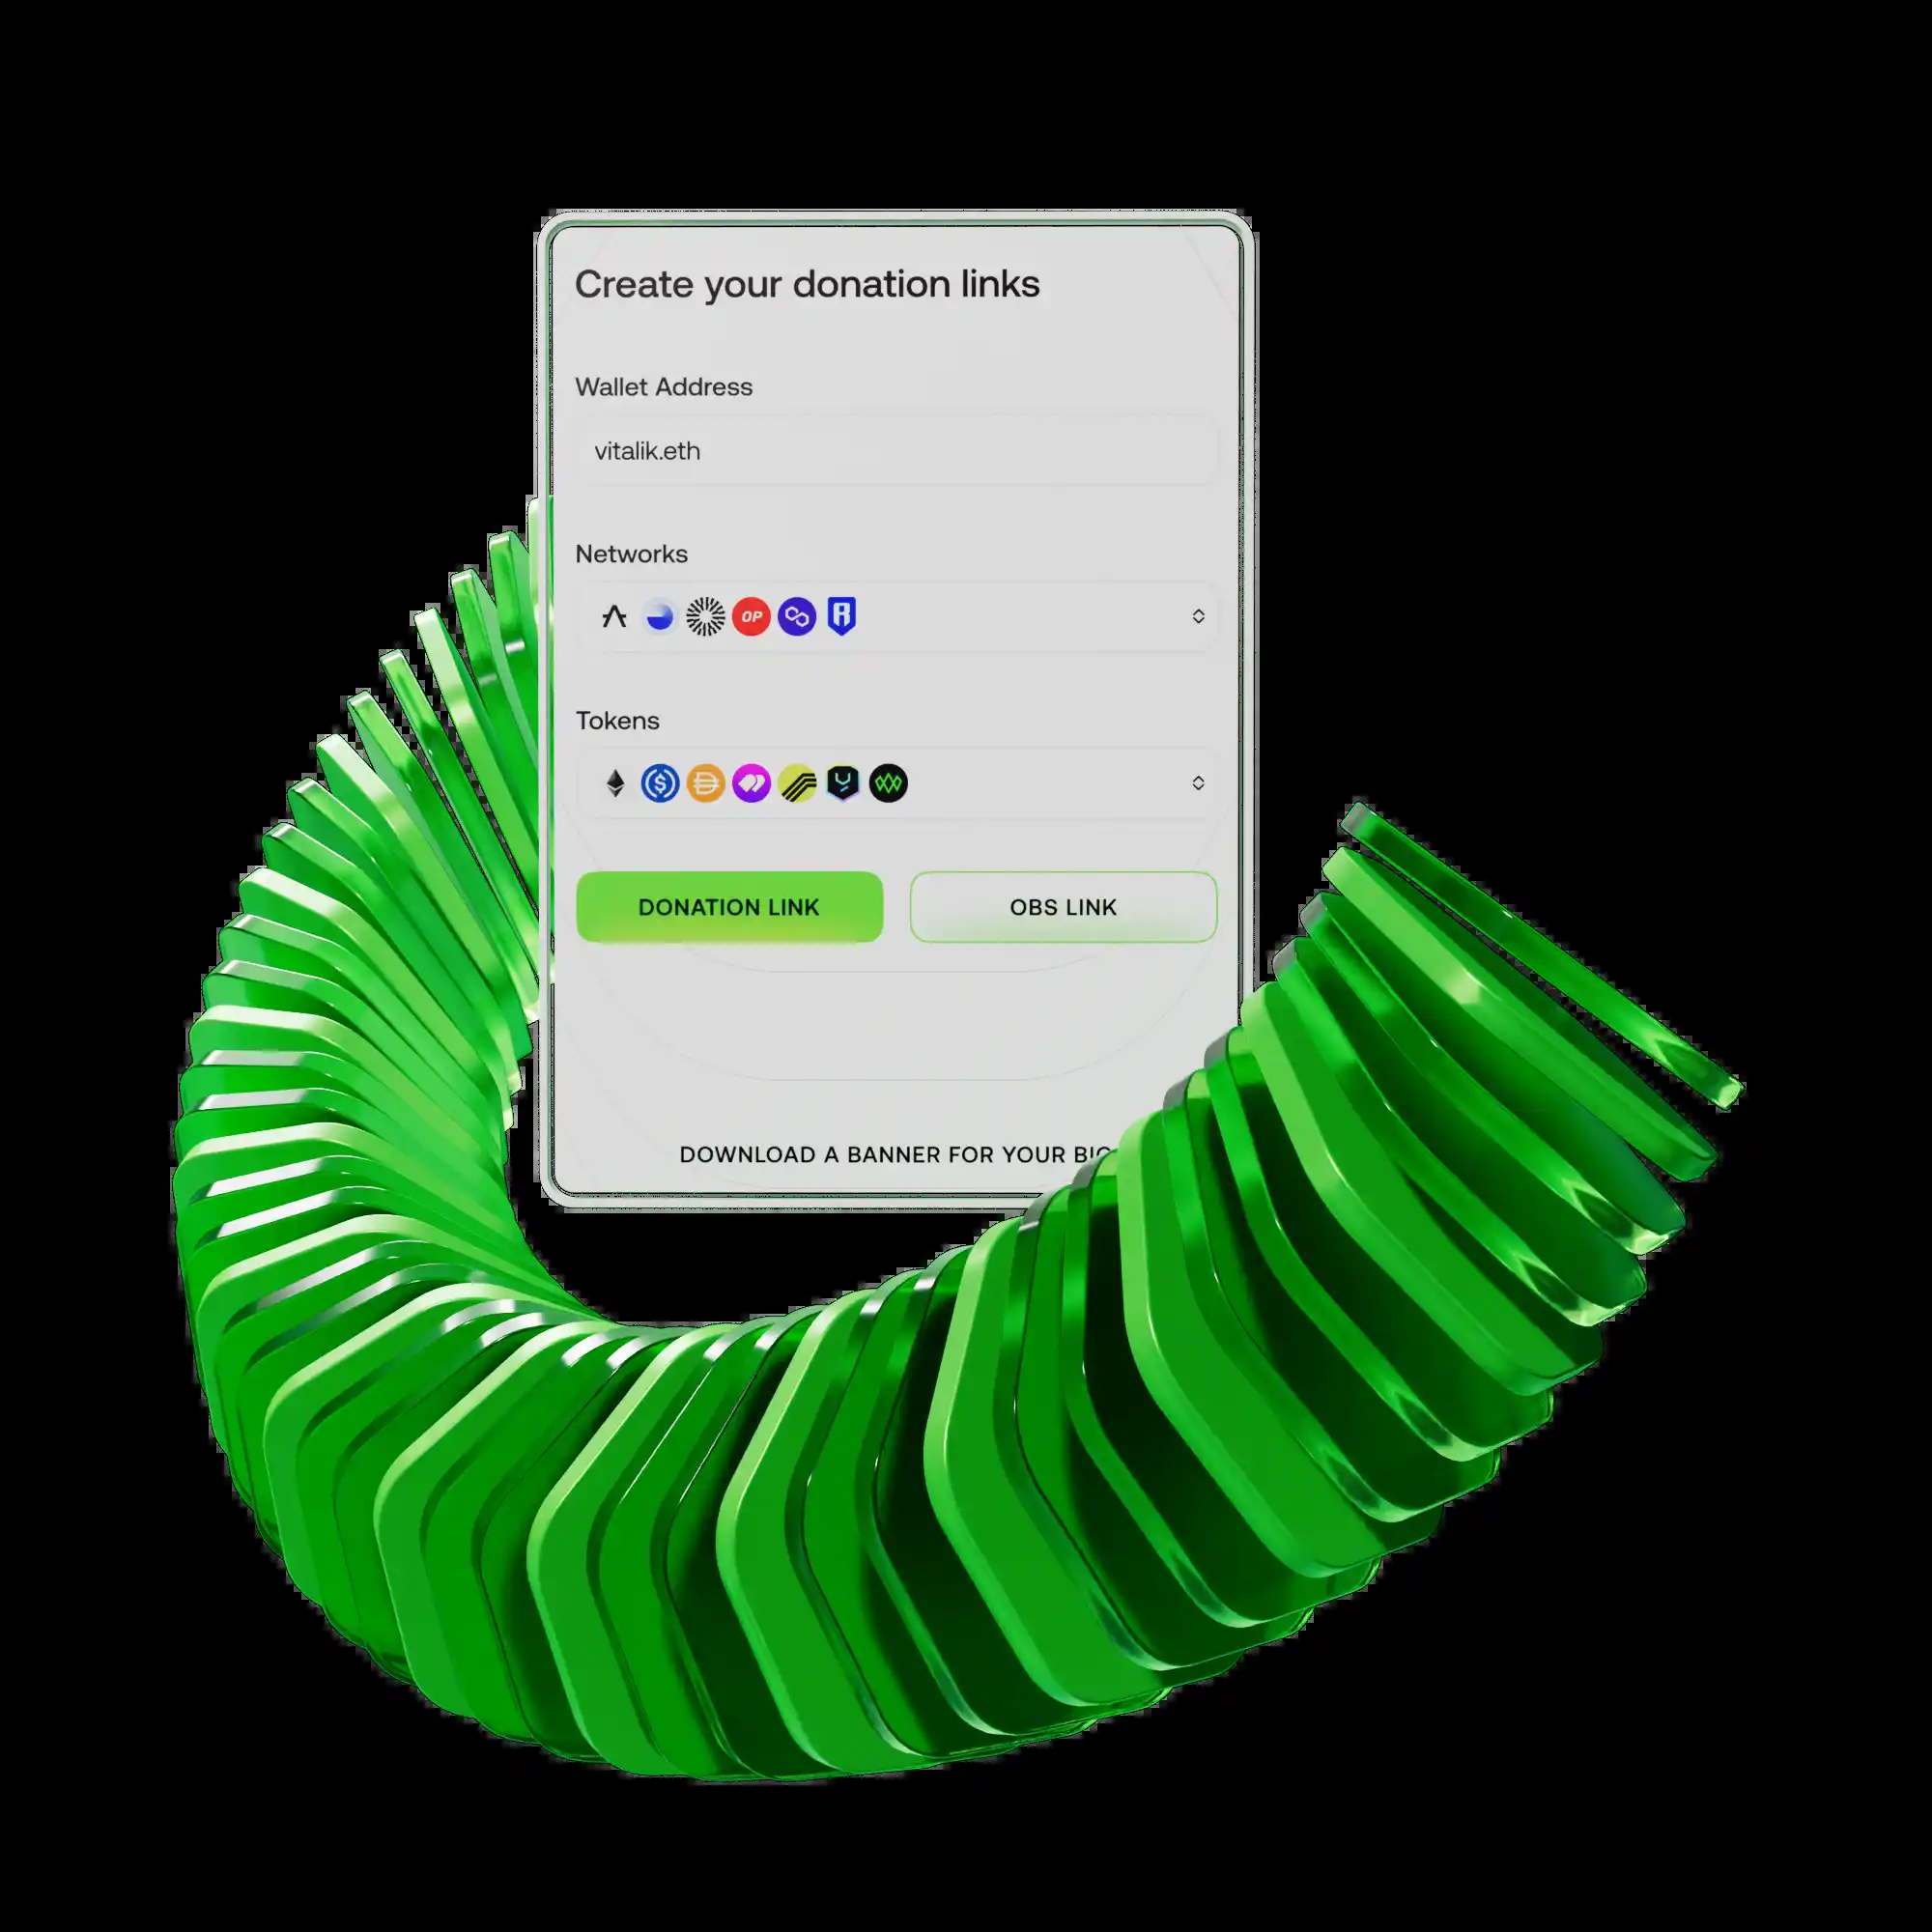 Create your donation links
Wallet Address
vitalik.eth
Networks
OP
Tokens
DONATION LINK
OBS LINK
DOWNLOAD A BANNER FOR YOUR